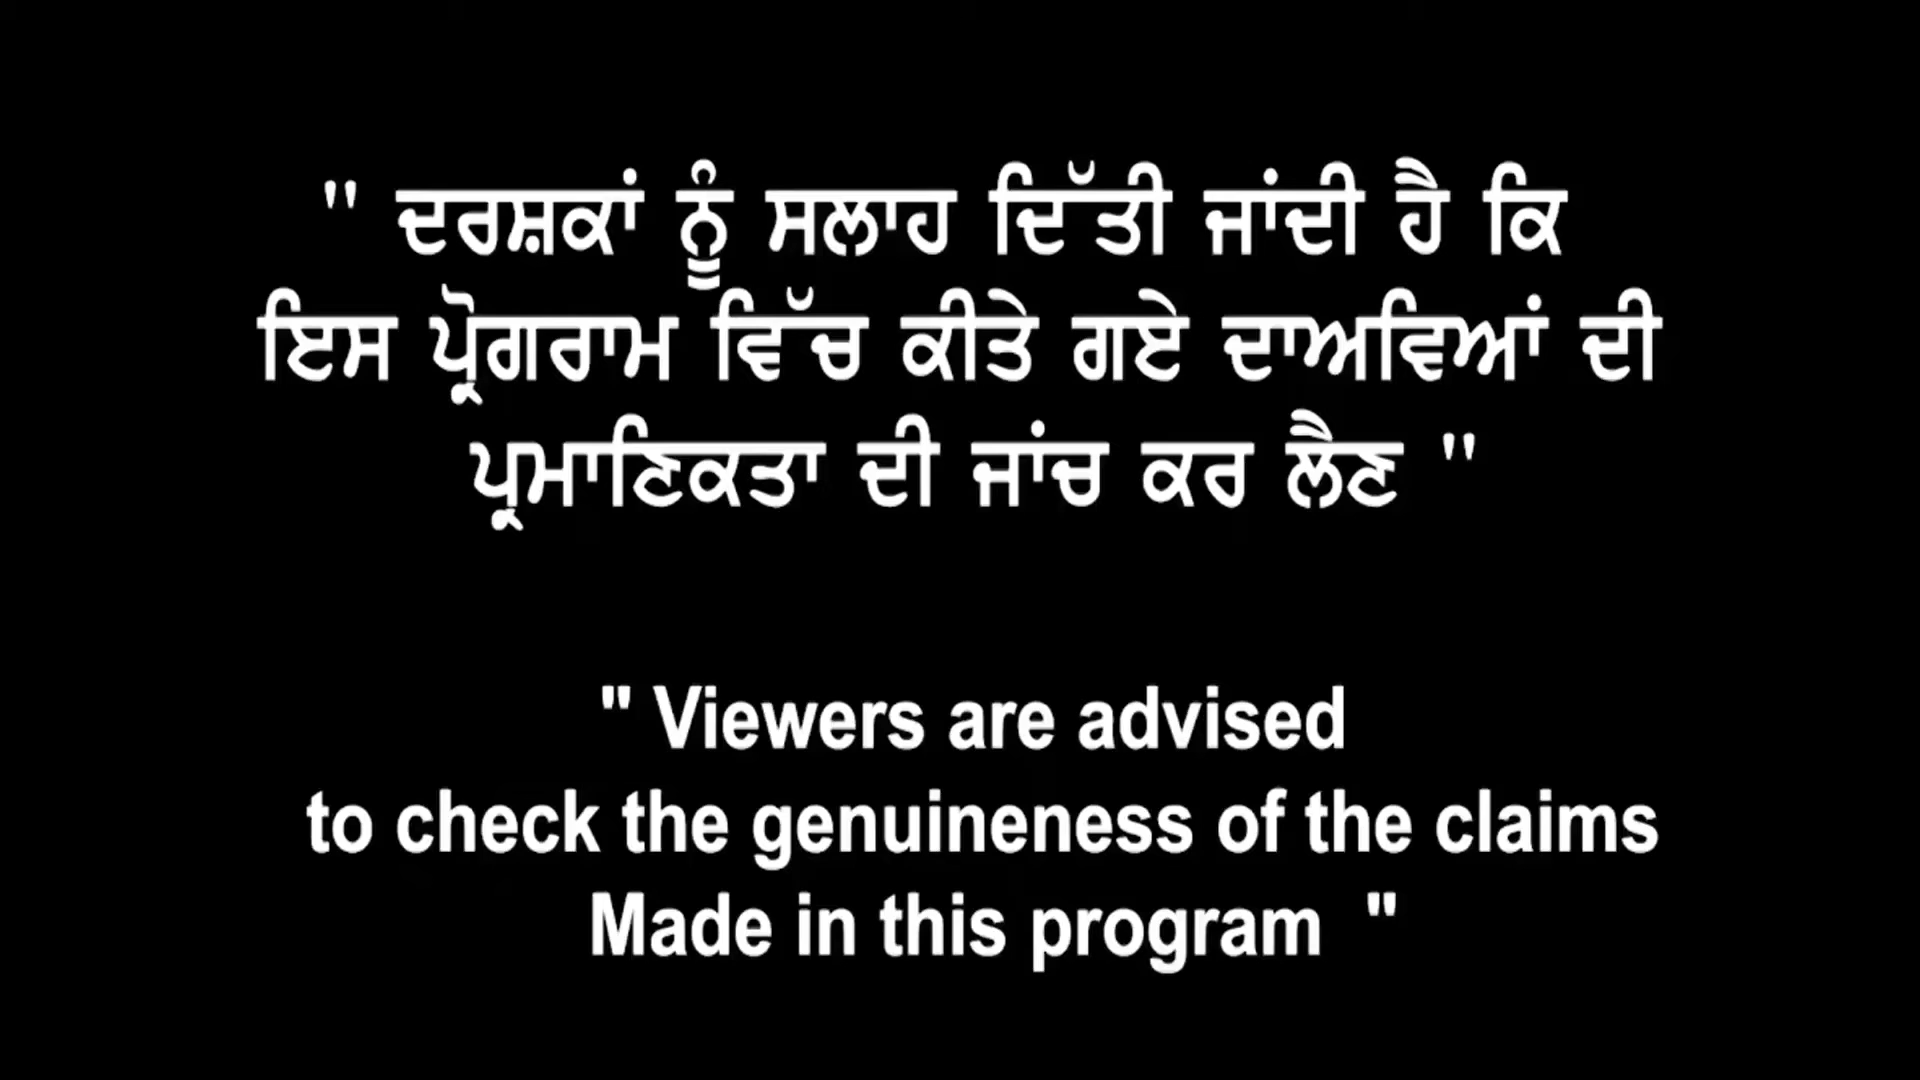 " ਦਰਸ਼ਕਾਂ ਨੂੰ ਸਲਾਹ ਦਿੱਤੀ ਜਾਂਦੀ ਹੈ ਕਿ
ਇਸ ਪ੍ਰੋਗਰਾਮ ਵਿੱਚ ਕੀਤੇ ਗਏ ਦਾਅਵਿਆਂ ਦੀ
ਪ੍ਰਮਾਣਿਕਤਾ ਦੀ ਜਾਂਚ ਕਰ ਲੈਣ "
" Viewers are advised
to check the genuineness of the claims
Made in this program "